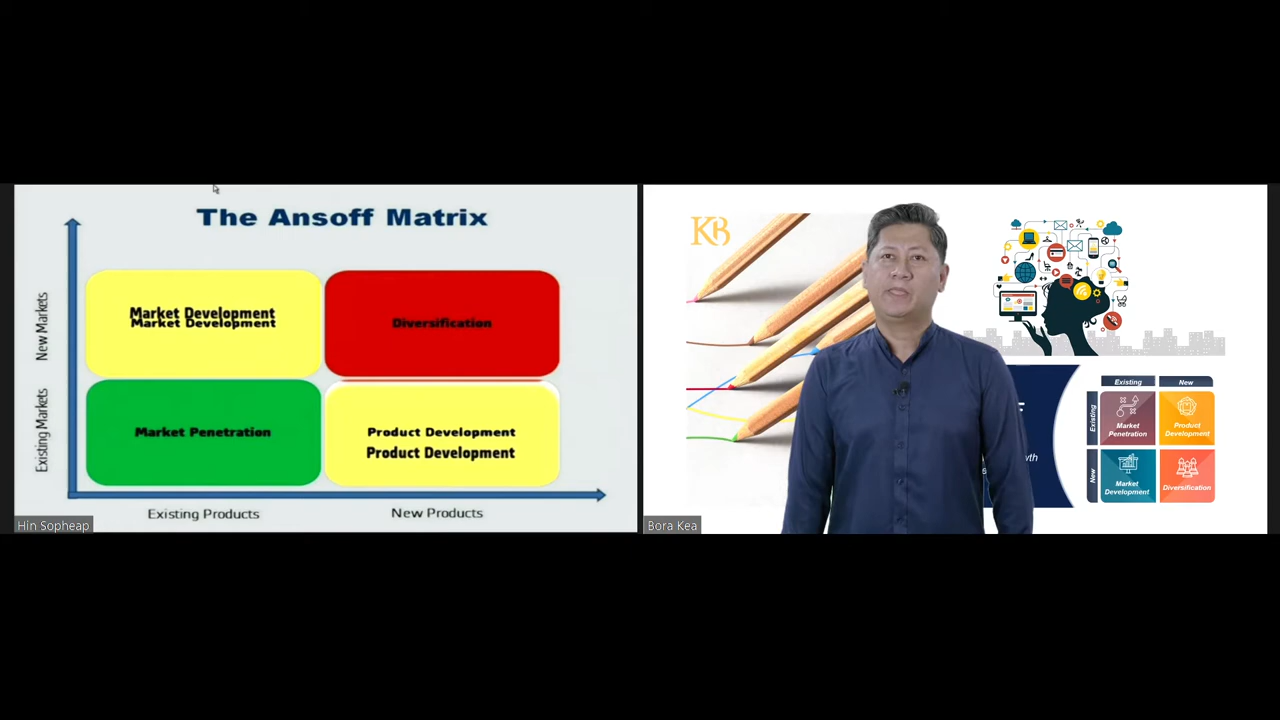 The Ansoff Matrix
New Markets
Market Development
Market Development
Diversification
Existing Markets
Market Penetration
Product Development
Product Development
Existing Products
New Products
Hin Sopheap
KB
Existing
New
Existing
Market
Penetration
Product
Development
New
Market
Development
Diversification
Bora Kea